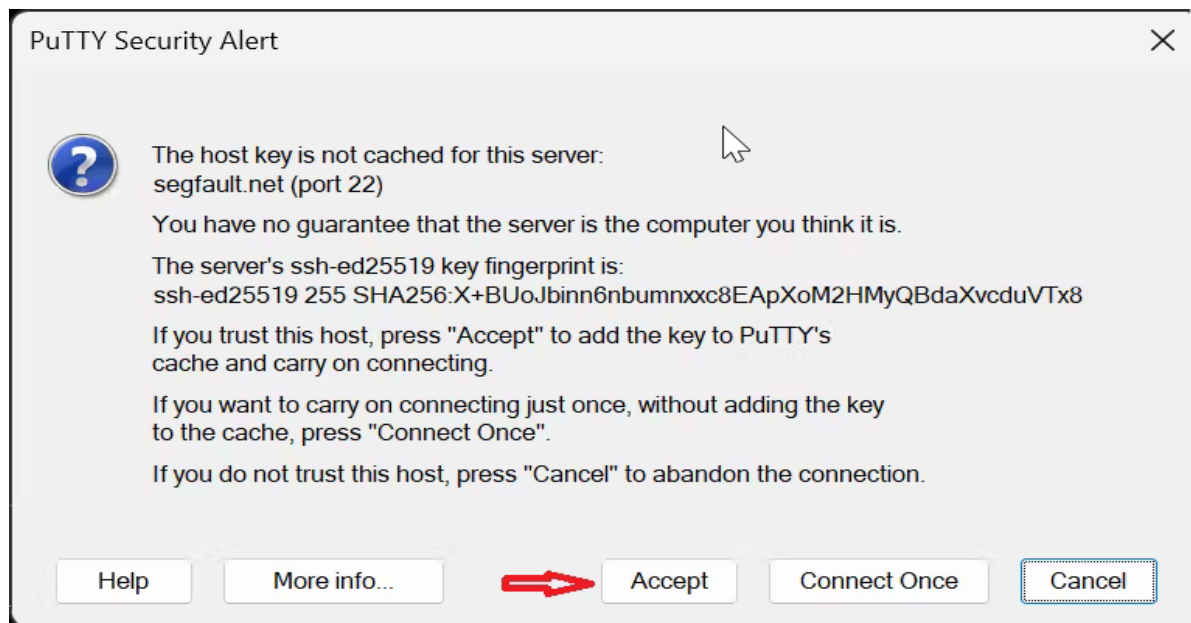 PuTTY Security Alert
The host key is not cached for this server:
segfault.net (port 22)
You have no guarantee that the server is the computer you think it is.
The server's ssh-ed25519 key fingerprint is:
ssh-ed25519 255 SHA256:X+BUoJbinn6nbumnxxc8EApXoM2HMyQBdaXvcduVTx8
If you trust this host, press "Accept" to add the key to PuTTY's
cache and carry on connecting.
If you want to carry on connecting just once, without adding the key
to the cache, press "Connect Once".
If you do not trust this host, press "Cancel" to abandon the connection.
Help More info... Accept Connect Once Cancel